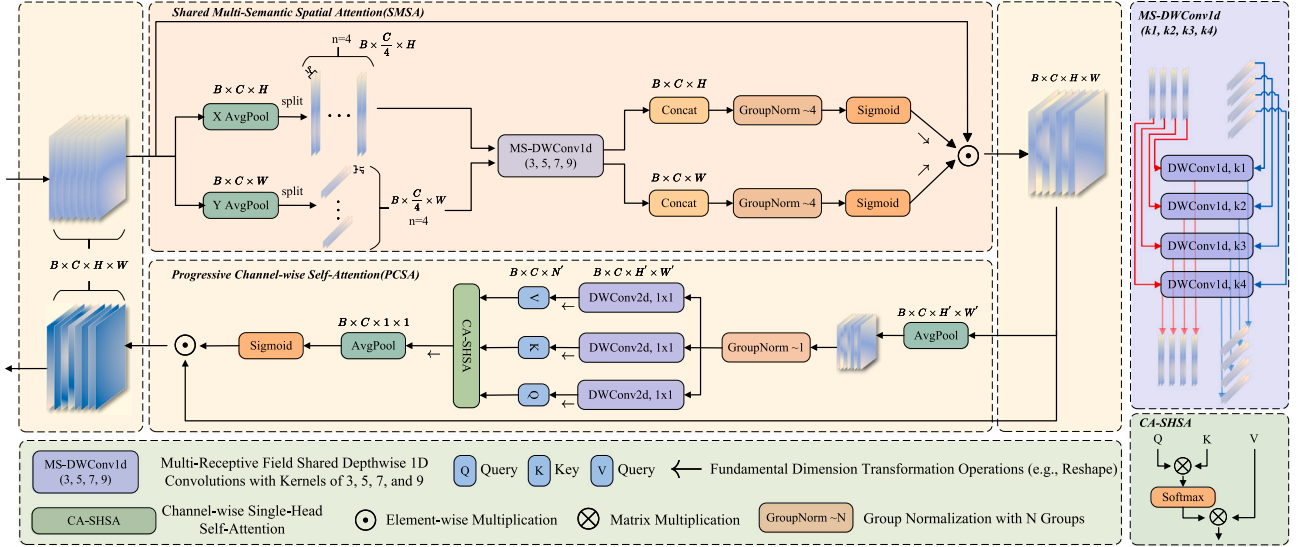 Shared Multi-Semantic Spatial Attention(SMSA)
n=4
B × C/4 × H
B × C × H
X AvgPool
split
B × C × W
Y AvgPool
split
B × C/4 × W
n=4
MS-DWConv1d
(3, 5, 7, 9)
B × C × H
Concat
GroupNorm ~4
Sigmoid
B × C × W
Concat
GroupNorm ~4
Sigmoid
B × C × H × W
B × C × H × W
Progressive Channel-wise Self-Attention(PCSA)
B × C × 1 × 1
Sigmoid
AvgPool
CA-SHSA
B × C × N′
V
K
Q
B × C × H′ × W′
DWConv2d, 1x1
DWConv2d, 1x1
DWConv2d, 1x1
GroupNorm ~1
B × C × H′ × W′
AvgPool
MS-DWConv1d
(k1, k2, k3, k4)
DWConv1d, k1
DWConv1d, k2
DWConv1d, k3
DWConv1d, k4
CA-SHSA
Q K V
Softmax
MS-DWConv1d
(3, 5, 7, 9)
Multi-Receptive Field Shared Depthwise 1D
Convolutions with Kernels of 3, 5, 7, and 9
Q Query
K Key
V Query
Fundamental Dimension Transformation Operations (e.g., Reshape)
CA-SHSA
Channel-wise Single-Head
Self-Attention
Element-wise Multiplication
Matrix Multiplication
GroupNorm ~N
Group Normalization with N Groups